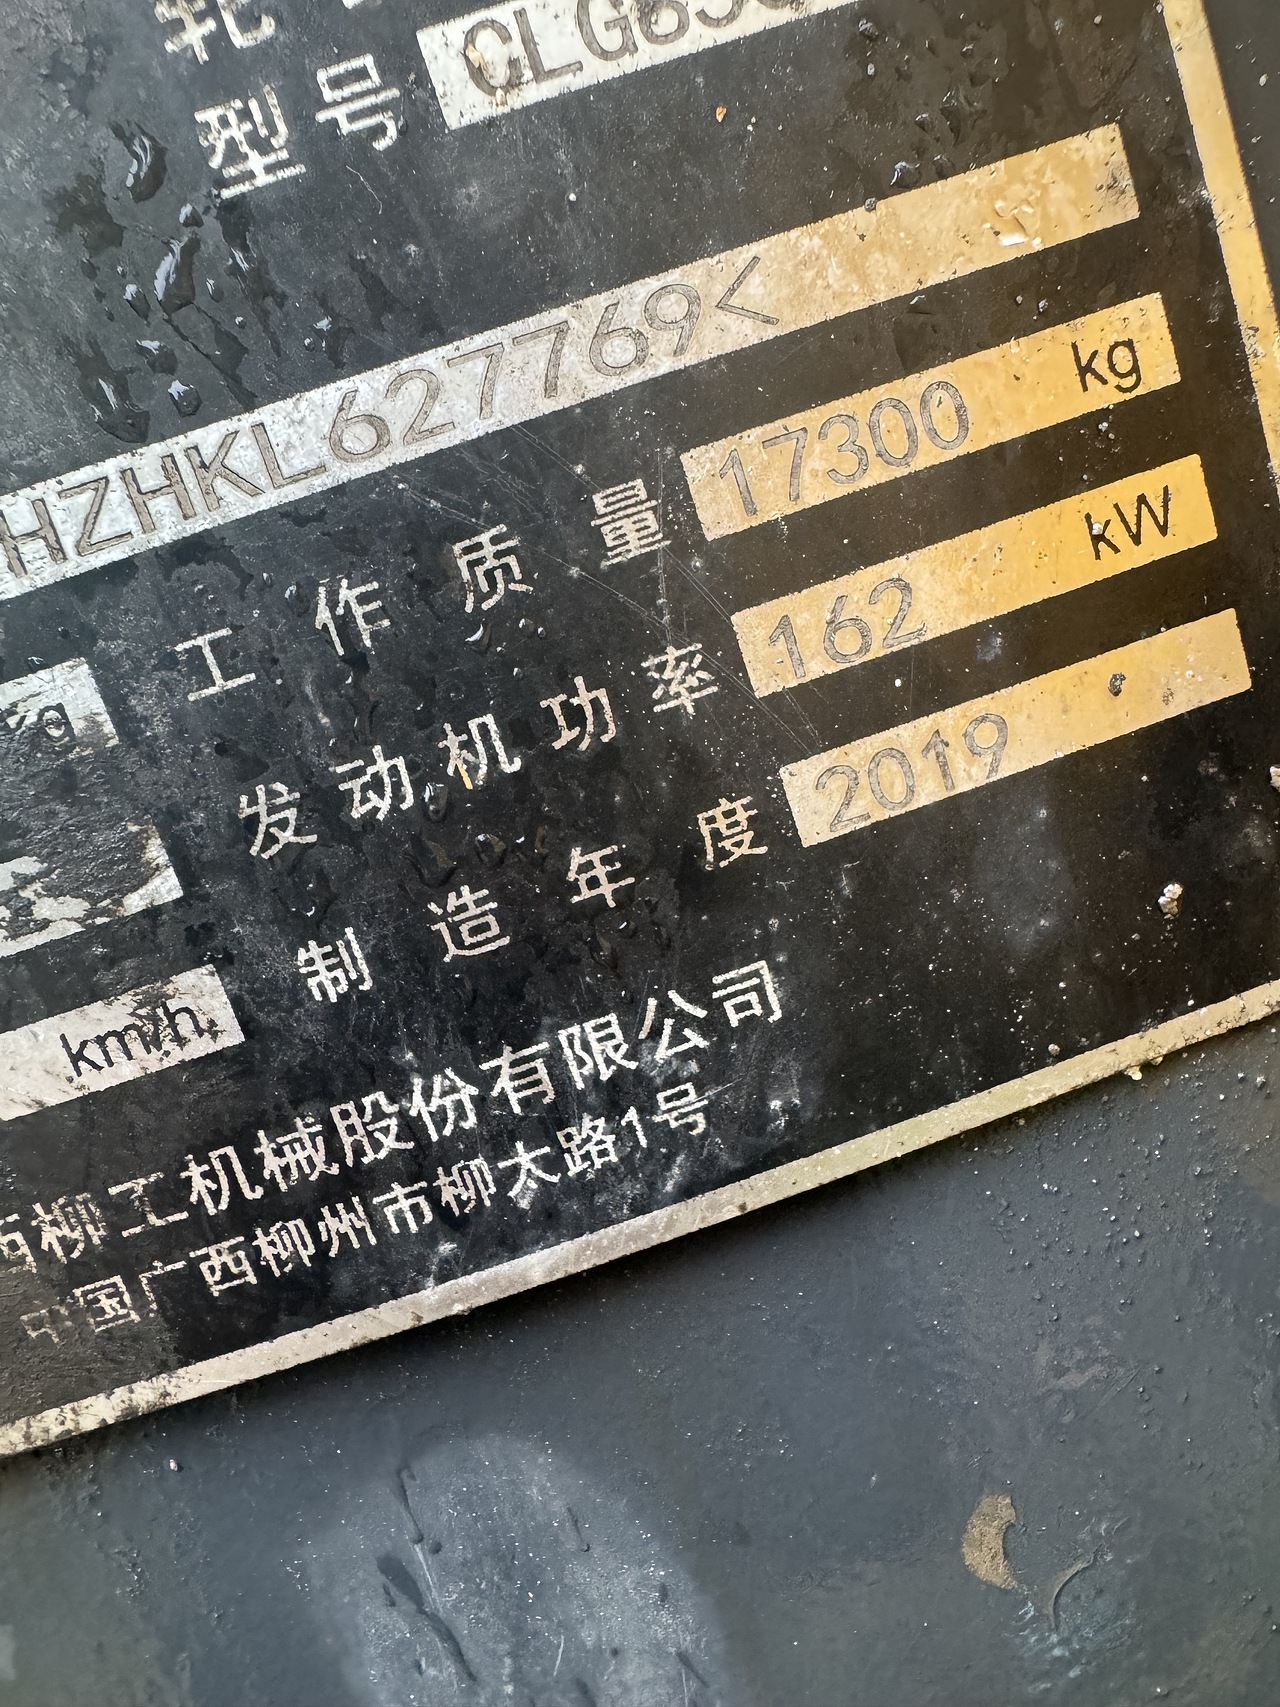 轮
型号 CLG856
HZHKL627769<
工作质量 17300 kg
发动机功率 162 kW
制造年度 2019
km/h
西柳工机械股份有限公司
中国广西柳州市柳太路1号